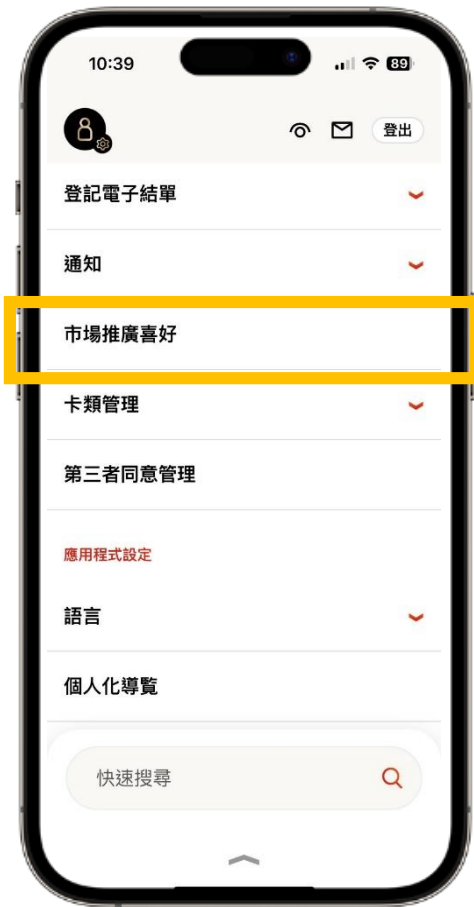 10:39
89
登出
登記電子結單
通知
市場推廣喜好
卡類管理
第三者同意管理
應用程式設定
語言
個人化導覽
快速搜尋